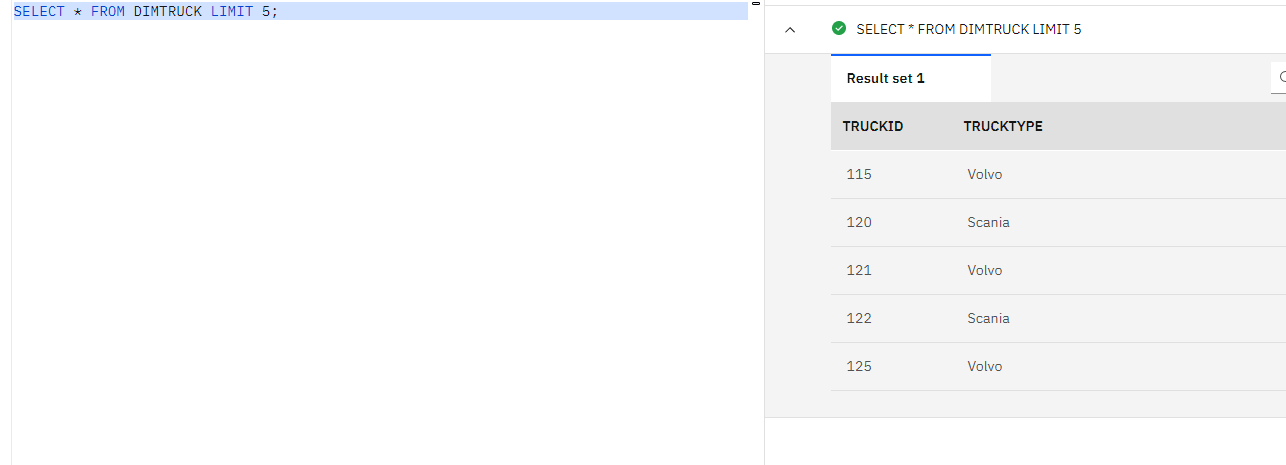 SELECT * FROM DIMTRUCK LIMIT 5;
SELECT * FROM DIMTRUCK LIMIT 5
Result set 1
TRUCKID TRUCKTYPE
115 Volvo
120 Scania
121 Volvo
122 Scania
125 Volvo